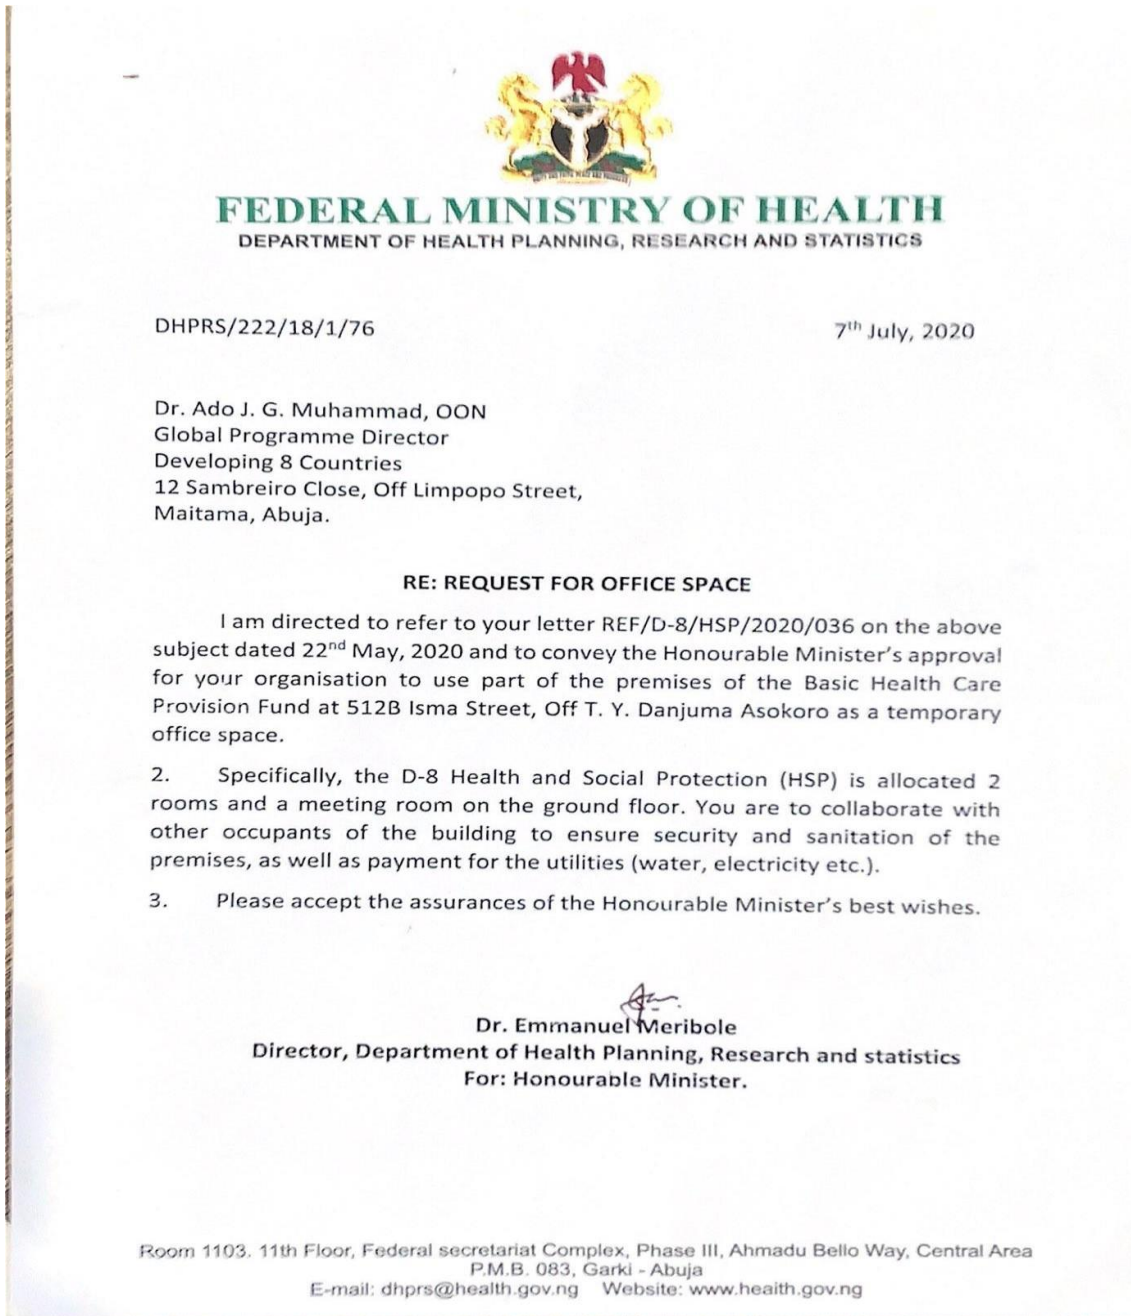 FEDERAL MINISTRY OF HEALTH
DEPARTMENT OF HEALTH PLANNING, RESEARCH AND STATISTICS
DHPRS/222/18/1/76
7th July, 2020
Dr. Ado J. G. Muhammad, OON
Global Programme Director
Developing 8 Countries
12 Sambreiro Close, Off Limpopo Street,
Maitama, Abuja.
RE: REQUEST FOR OFFICE SPACE
I am directed to refer to your letter REF/D-8/HSP/2020/036 on the above
subject dated 22nd May, 2020 and to convey the Honourable Minister's approval
for your organisation to use part of the premises of the Basic Health Care
Provision Fund at 512B Isma Street, Off T. Y. Danjuma Asokoro as a temporary
office space.
2. Specifically, the D-8 Health and Social Protection (HSP) is allocated 2
rooms and a meeting room on the ground floor. You are to collaborate with
other occupants of the building to ensure security and sanitation of the
premises, as well as payment for the utilities (water, electricity etc.).
3. Please accept the assurances of the Honourable Minister's best wishes.
Dr. Emmanuel Meribole
Director, Department of Health Planning, Research and statistics
For: Honourable Minister.
Room 1103. 11th Floor, Federal secretariat Complex, Phase III, Ahmadu Bello Way, Central Area
P.M.B. 083, Garki - Abuja
E-mail: dhprs@health.gov.ng Website: www.health.gov.ng